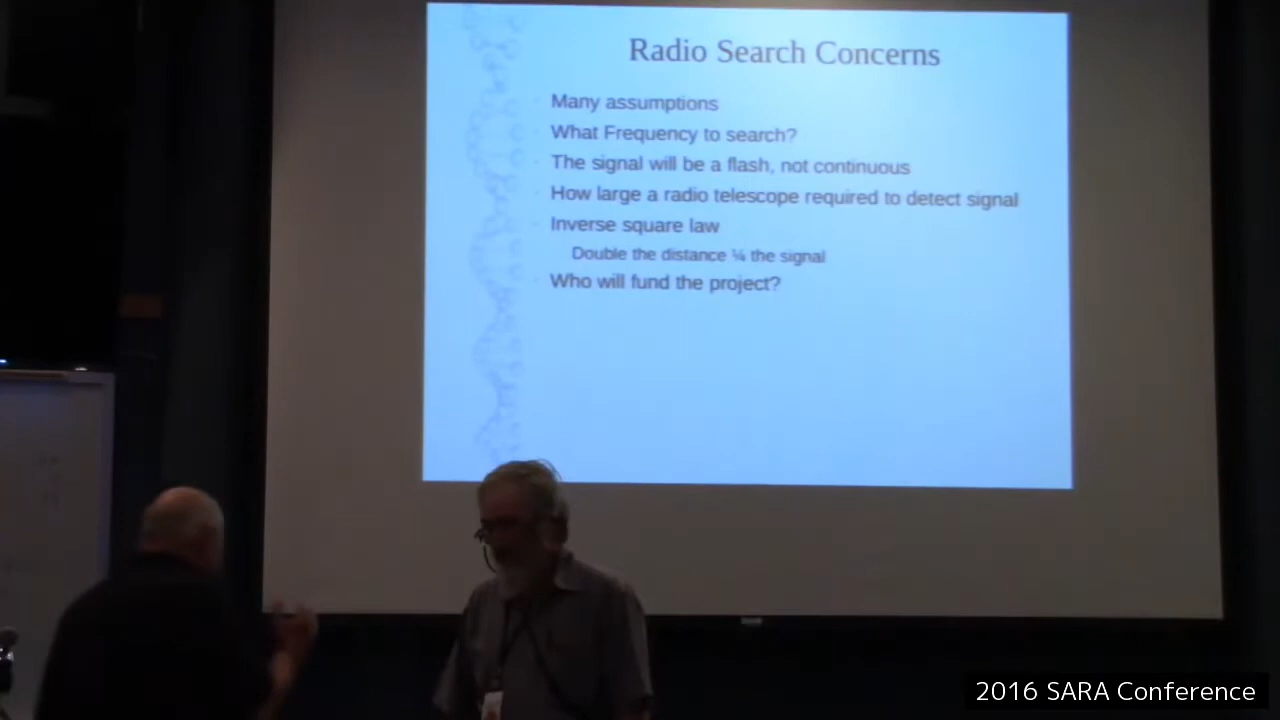 Radio Search Concerns
Many assumptions
What Frequency to search?
The signal will be a flash, not continuous
How large a radio telescope required to detect signal
Inverse square law
Double the distance ¼ the signal
Who will fund the project?
2016 SARA Conference